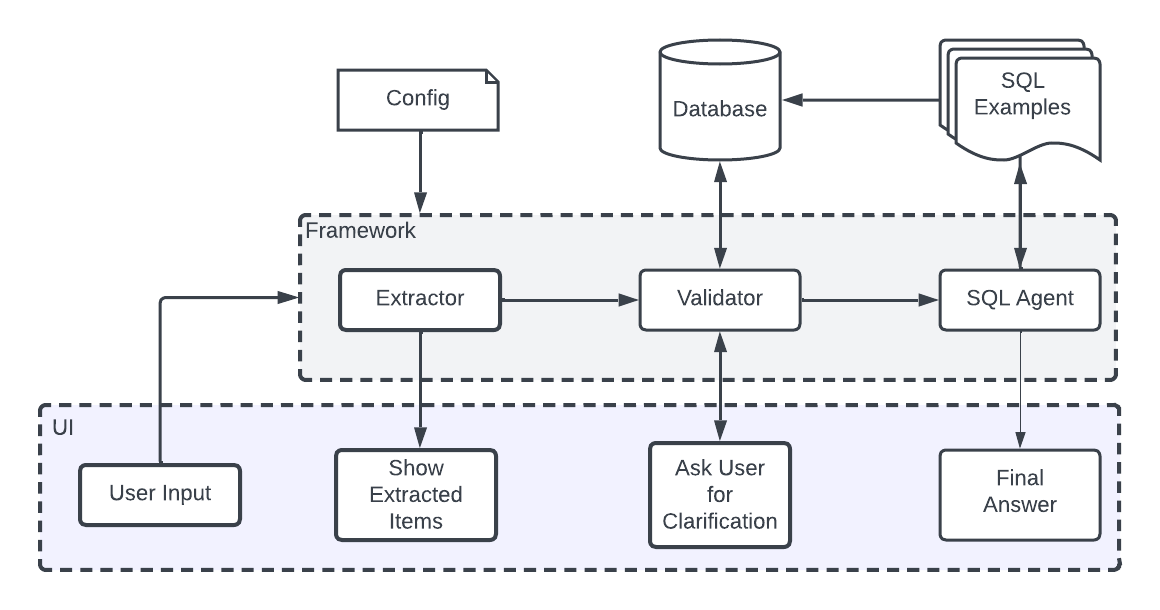 Config
Database
SQL
Examples
Framework
Extractor
Validator
SQL Agent
UI
User Input
Show
Extracted
Items
Ask User
for
Clarification
Final
Answer